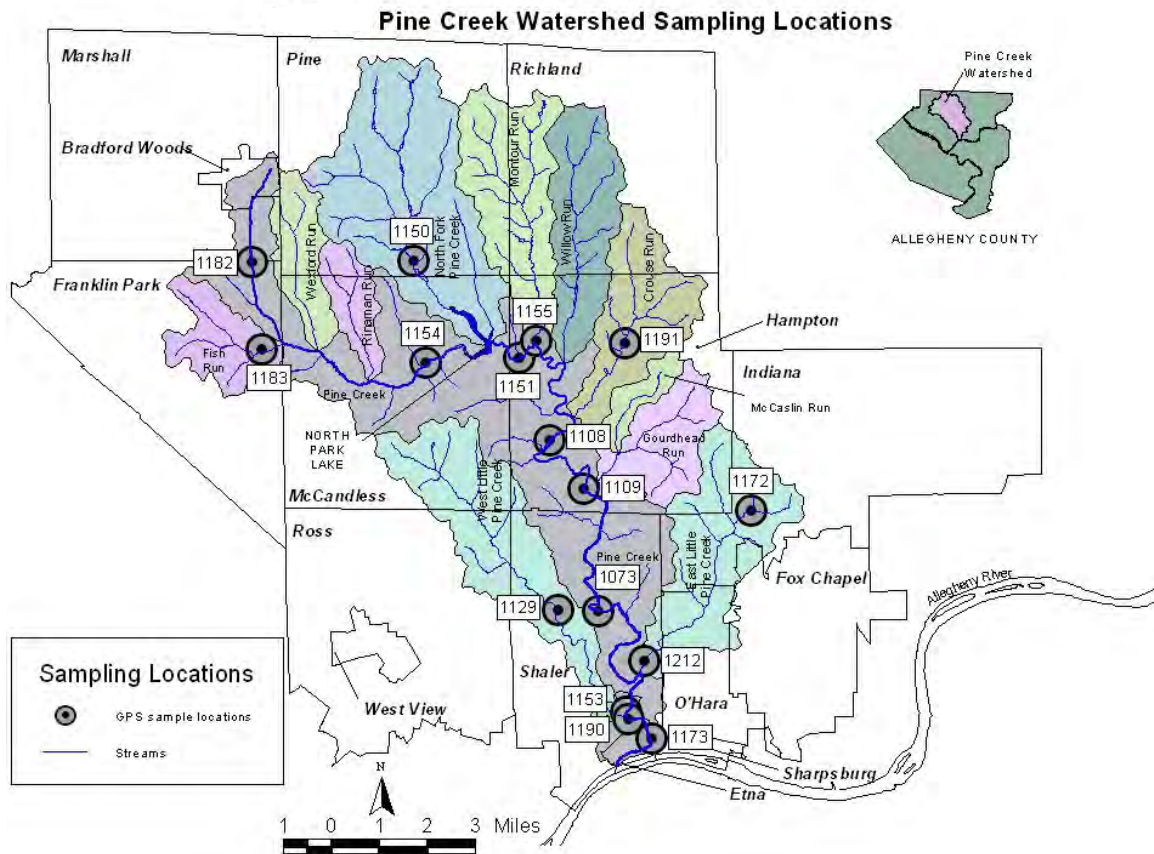 Pine Creek Watershed Sampling Locations
Marshall
Pine
Richland
Pine Creek
Watershed
Bradford Woods
Montour Run
Willow Run
1150
North Fork
Pine Creek
Wexford Run
Crouse Run
ALLEGHENY COUNTY
1182
Franklin Park
Rinaman Run
1155
1154
Hampton
1191
Fish
Run
1183
1151
Indiana
Pine Creek
McCaslin Run
NORTH
PARK
LAKE
1108
Gourdhead
Run
West Little
Pine Creek
1109
1172
McCandless
Ross
Pine Creek
East Little
Pine Creek
1073
Fox Chapel
Allegheny River
1129
Sampling Locations
GPS sample locations
Streams
1212
Shaler
1153
O'Hara
West View
1190
1173
Sharpsburg
Etna
N
1 0 1 2 3 Miles